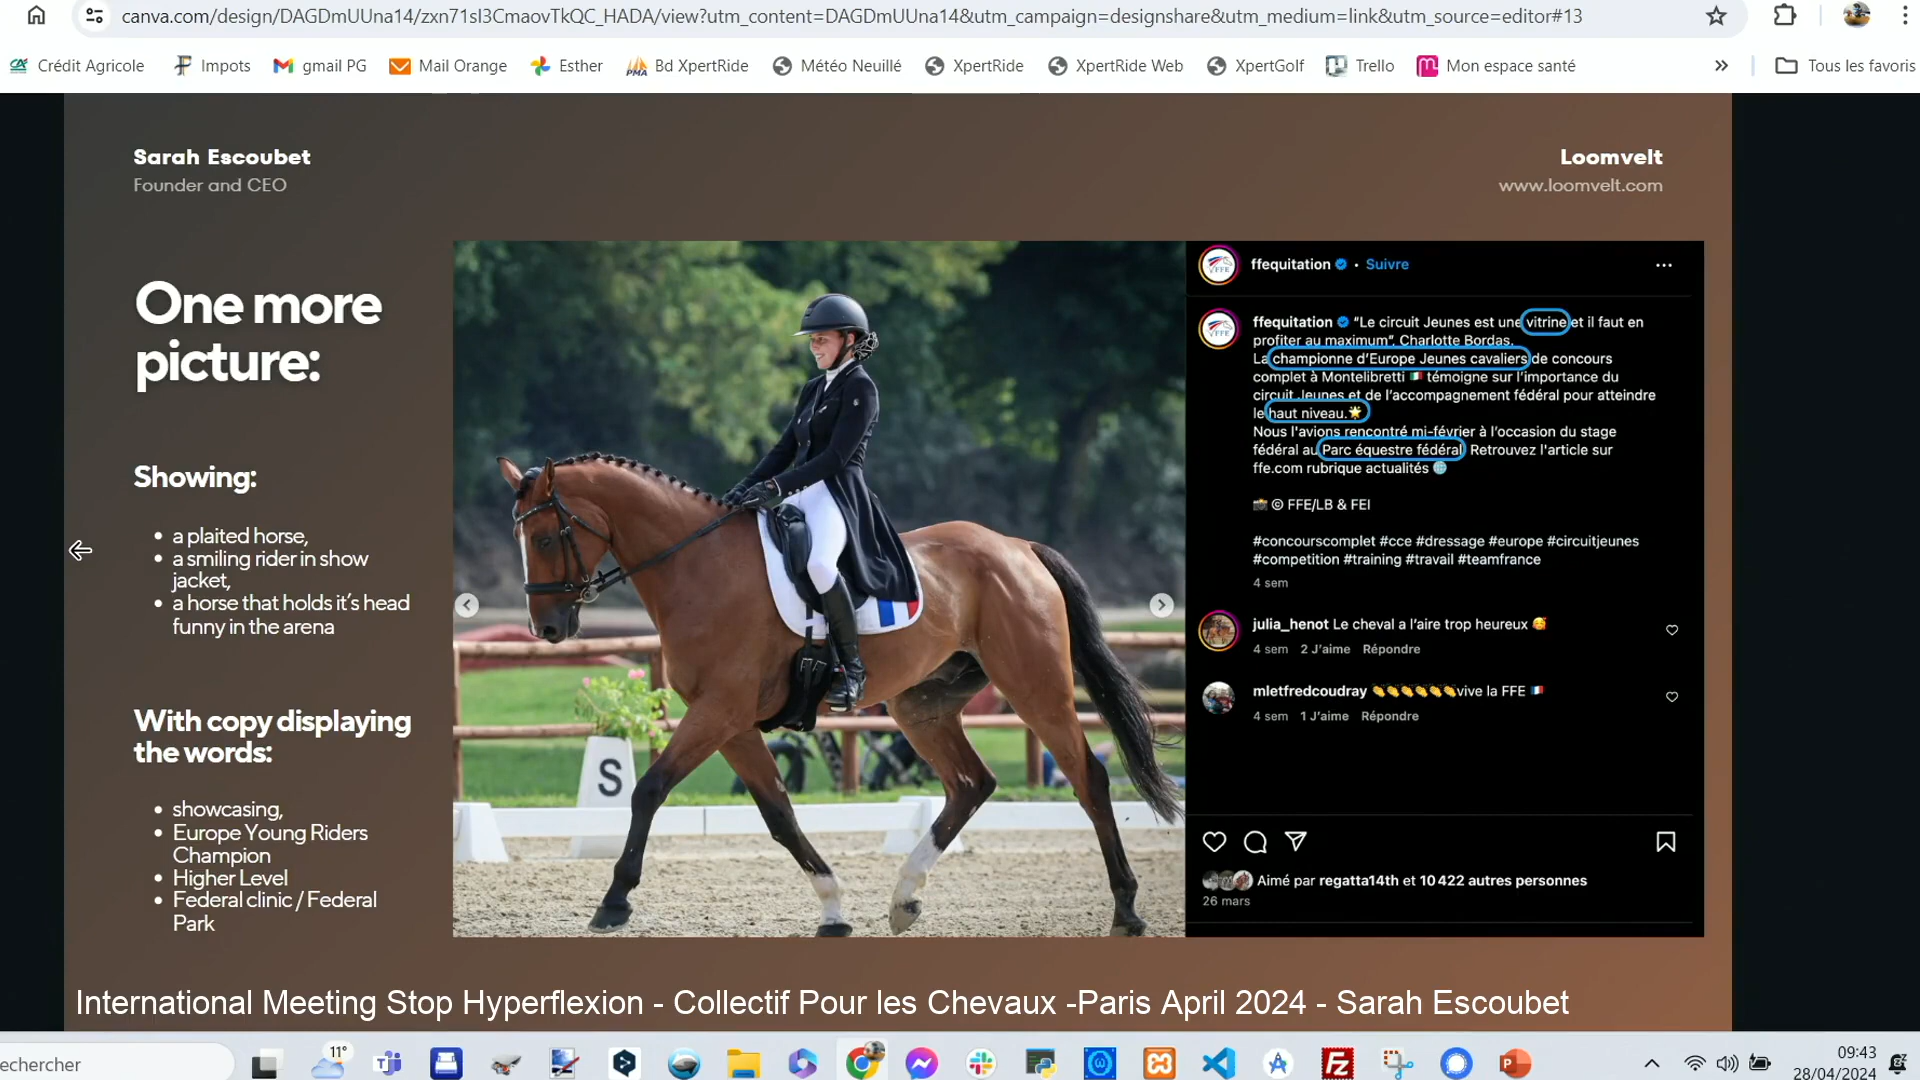 canva.com/design/DAGDmUUna14/zxn71sI3CmaovTkQC_HADA/view?utm_content=DAGDmUUna14&utm_campaign=designshare&utm_medium=link&utm_source=editor#13
Crédit Agricole
Impots
gmail PG
Mail Orange
Esther
Bd XpertRide
Météo Neuillé
XpertRide
XpertRide Web
XpertGolf
Trello
Mon espace santé
»
Tous les favoris
Sarah Escoubet
Founder and CEO
Loomvelt
www.loomvelt.com
One more
picture:
Showing:
• a plaited horse,
• a smiling rider in show
jacket,
• a horse that holds it's head
funny in the arena
With copy displaying
the words:
• showcasing,
• Europe Young Riders
Champion
• Higher Level
• Federal clinic / Federal
Park
S
ffequitation • Suivre
ffequitation "Le circuit Jeunes est une vitrine et il faut en
profiter au maximum", Charlotte Bordas.
La championne d'Europe Jeunes cavaliers de concours
complet à Montelibretti 🇮🇹 témoigne sur l'importance du
circuit Jeunes et de l'accompagnement fédéral pour atteindre
le haut niveau.🌟
Nous l'avions rencontré mi-février à l'occasion du stage
fédéral au Parc équestre fédéral Retrouvez l'article sur
ffe.com rubrique actualités 🌐
📸 © FFE/LB & FEI
#concourscomplet #cce #dressage #europe #circuitjeunes
#competition #training #travail #teamfrance
4 sem
julia_henot Le cheval a l'aire trop heureux 🥰
4 sem 2 J'aime Répondre
mletfredcoudray 👏👏👏👏👏👏vive la FFE 🇫🇷
4 sem 1 J'aime Répondre
Aimé par regatta14th et 10 422 autres personnes
26 mars
International Meeting Stop Hyperflexion - Collectif Pour les Chevaux -Paris April 2024 - Sarah Escoubet
echercher
11°
09:43
28/04/2024